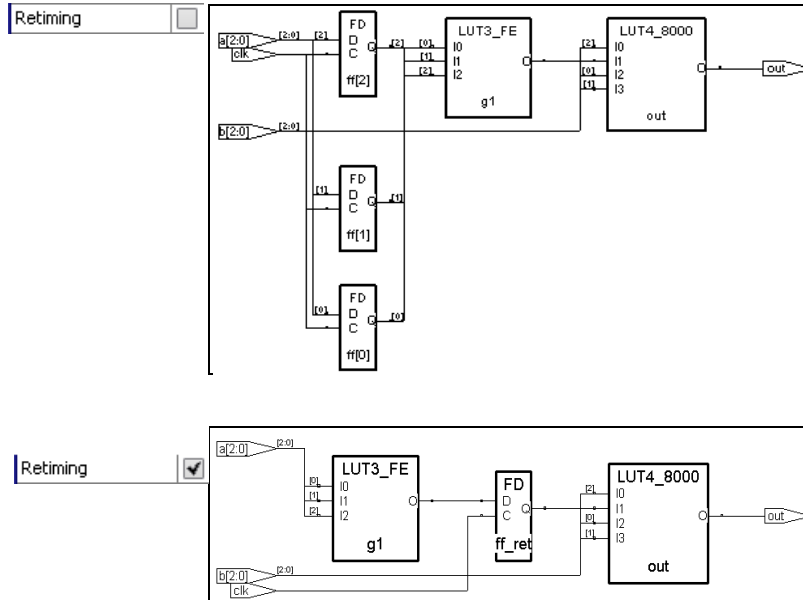 Retiming
a[2:0]
clk
[2:0]
[2]
FD
D
C
Q
ff[2]
[2]
[0]
[1]
[2]
LUT3_FE
I0
I1
I2
O
g1
[2]
[0]
[1]
LUT4_8000
I0
I1
I2
I3
O
out
out
b[2:0]
[2:0]
[1]
FD
D
C
Q
ff[1]
[1]
[0]
FD
D
C
Q
ff[0]
[0]
Retiming
a[2:0]
[2:0]
[0]
[1]
[2]
LUT3_FE
I0
I1
I2
O
g1
FD
D
C
Q
ff_ret
[2]
[0]
[1]
LUT4_8000
I0
I1
I2
I3
O
out
out
b[2:0]
[2:0]
clk